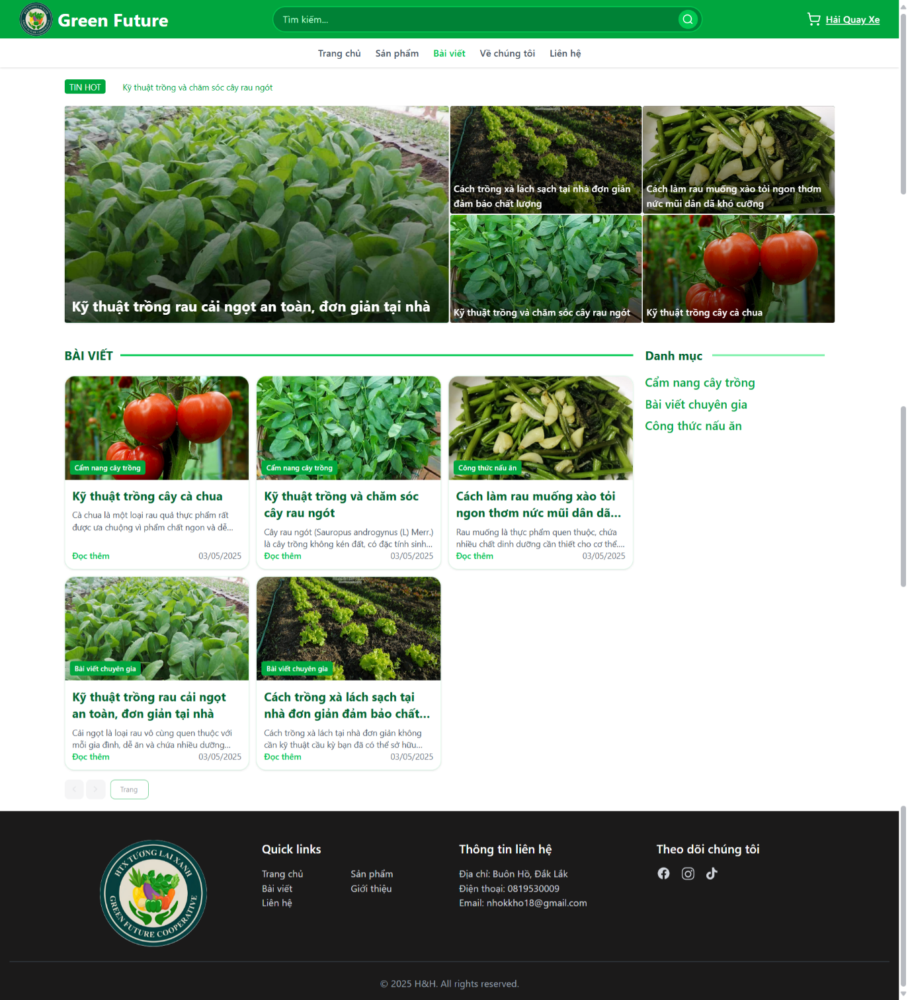 Green Future
Tìm kiếm...
Hải Quay Xe
Trang chủ
Sản phẩm
Bài viết
Về chúng tôi
Liên hệ
TIN HOT
Kỹ thuật trồng và chăm sóc cây rau ngót
Kỹ thuật trồng rau cải ngọt an toàn, đơn giản tại nhà
Cách trồng xà lách sạch tại nhà đơn giản
đảm bảo chất lượng
Cách làm rau muống xào tỏi ngon thơm
nức mũi dân dã khó cưỡng
Kỹ thuật trồng và chăm sóc cây rau ngót
Kỹ thuật trồng cây cà chua
BÀI VIẾT
Cẩm nang cây trồng
Kỹ thuật trồng cây cà chua
Cà chua là một loại rau quả thực phẩm rất
được ưa chuộng vì phẩm chất ngon và dễ...
Đọc thêm
03/05/2025
Cẩm nang cây trồng
Kỹ thuật trồng và chăm sóc
cây rau ngót
Cây rau ngót (Sauropus androgynus (L) Merr.)
là cây trồng không kén đất, có đặc tính sinh...
Đọc thêm
03/05/2025
Công thức nấu ăn
Cách làm rau muống xào tỏi
ngon thơm nức mũi dân dã...
Rau muống là thực phẩm quen thuộc, chứa
nhiều chất dinh dưỡng cần thiết cho cơ thể....
Đọc thêm
03/05/2025
Bài viết chuyên gia
Kỹ thuật trồng rau cải ngọt
an toàn, đơn giản tại nhà
Cải ngọt là loại rau vô cùng quen thuộc với
mỗi gia đình, dễ ăn và chứa nhiều dưỡng...
Đọc thêm
03/05/2025
Bài viết chuyên gia
Cách trồng xà lách sạch tại
nhà đơn giản đảm bảo chất...
Cách trồng xà lách tại nhà đơn giản không
cần kỹ thuật cầu kỳ bạn đã có thể sở hữu...
Đọc thêm
03/05/2025
Trang
Danh mục
Cẩm nang cây trồng
Bài viết chuyên gia
Công thức nấu ăn
HTX TƯƠNG LAI XANH
GREEN FUTURE COOPERATIVE
Quick links
Trang chủ
Sản phẩm
Bài viết
Giới thiệu
Liên hệ
Thông tin liên hệ
Địa chỉ: Buôn Hồ, Đắk Lắk
Điện thoại: 0819530009
Email: nhokkho18@gmail.com
Theo dõi chúng tôi
© 2025 H&H. All rights reserved.